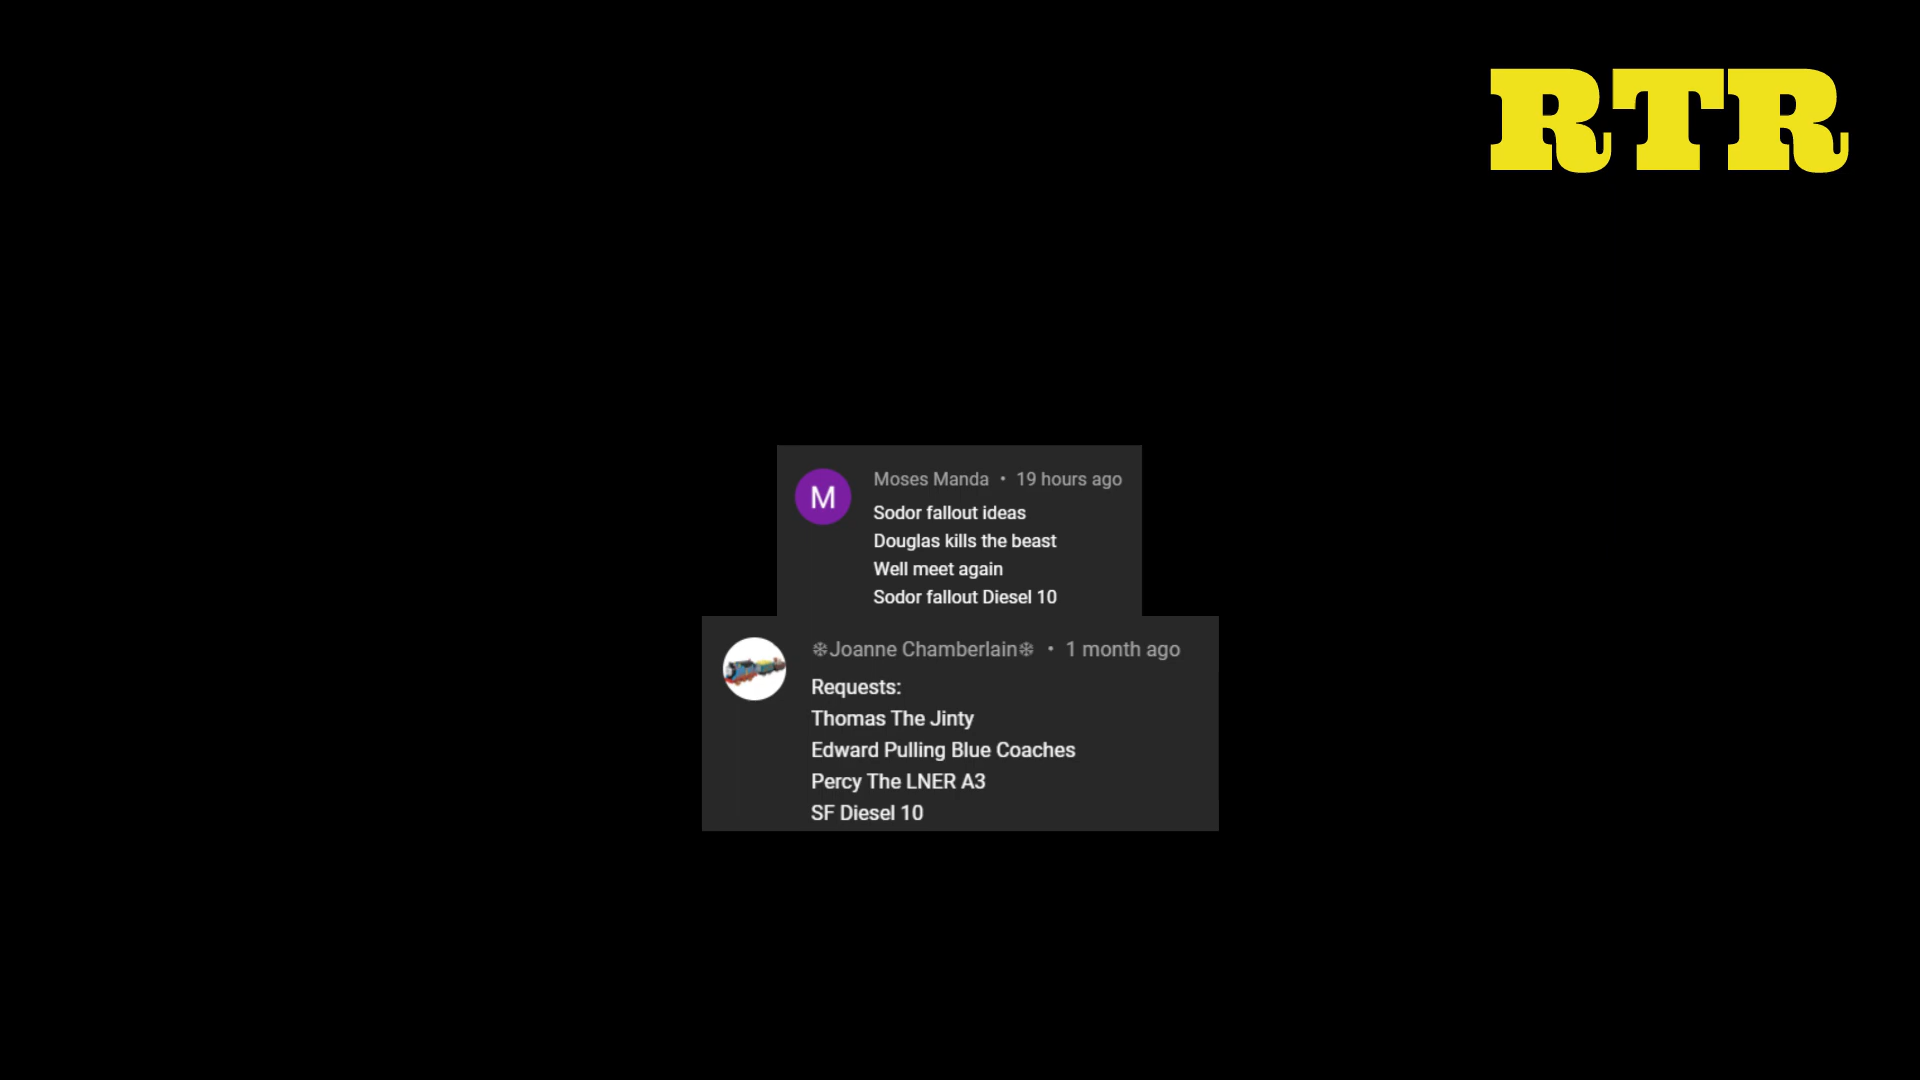 RTR
M
Moses Manda • 19 hours ago
Sodor fallout ideas
Douglas kills the beast
Well meet again
Sodor fallout Diesel 10
❄Joanne Chamberlain❄ • 1 month ago
Requests:
Thomas The Jinty
Edward Pulling Blue Coaches
Percy The LNER A3
SF Diesel 10